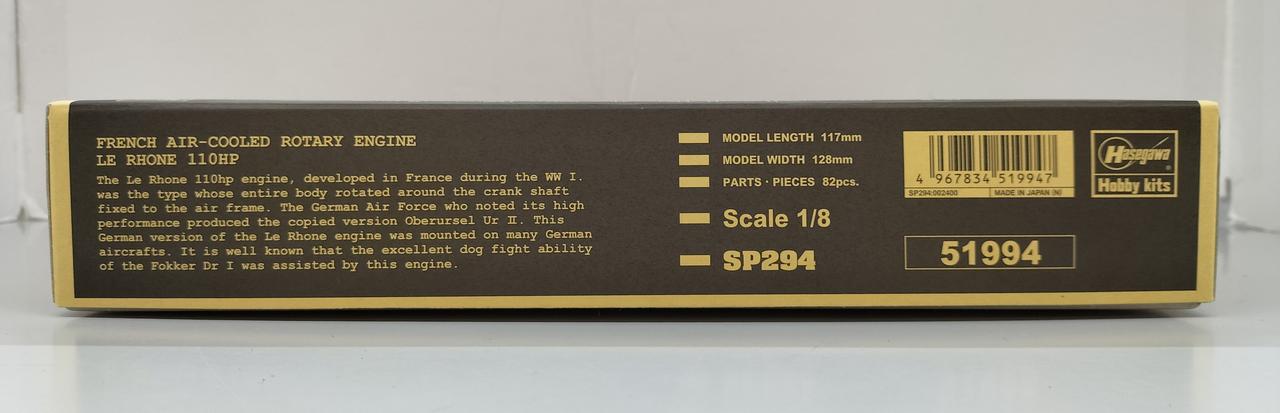 FRENCH AIR-COOLED ROTARY ENGINE
LE RHONE 110HP
The Le Rhone 110hp engine, developed in France during the WW I.
was the type whose entire body rotated around the crank shaft
fixed to the air frame. The German Air Force who noted its high
performance produced the copied version Oberursel Ur II. This
German version of the Le Rhone engine was mounted on many German
aircrafts. It is well known that the excellent dog fight ability
of the Fokker Dr I was assisted by this engine.
MODEL LENGTH 117mm
MODEL WIDTH 128mm
PARTS・PIECES 82pcs.
Scale 1/8
SP294
4 967834 519947
SP294:002400 MADE IN JAPAN (N)
51994
Hasegawa
®
Hobby kits